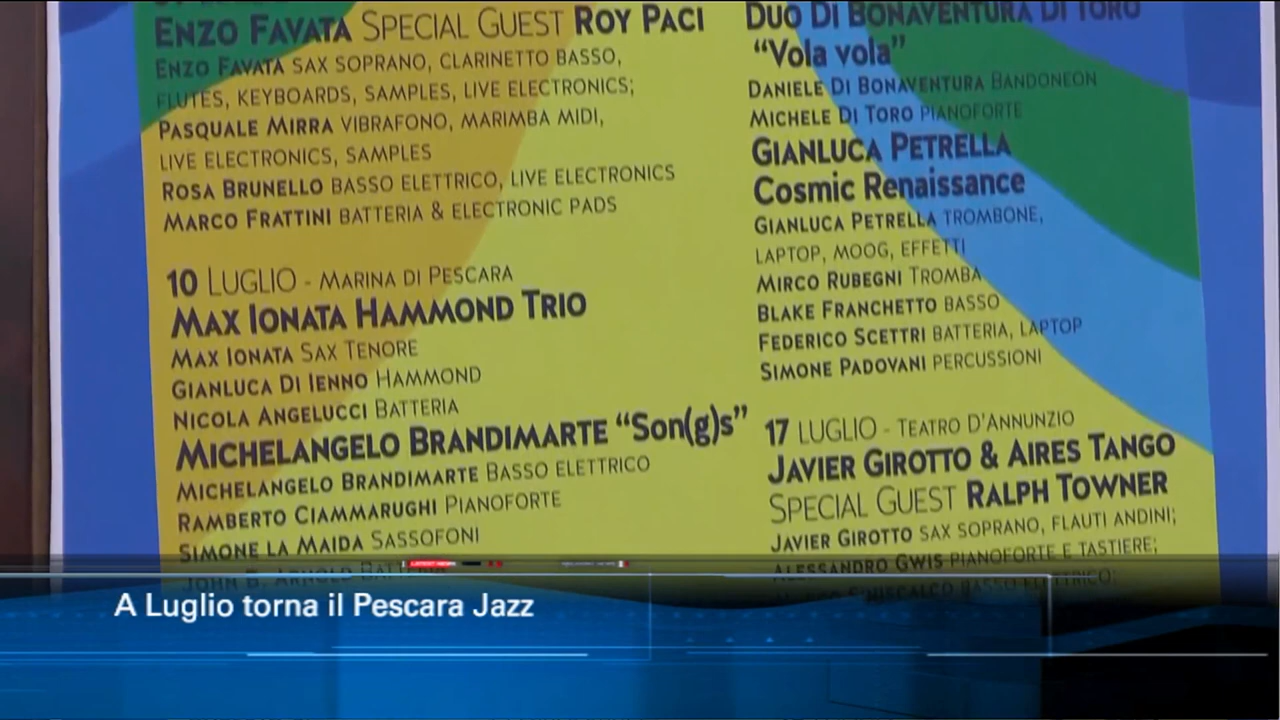 ENZO FAVATA SPECIAL GUEST ROY PACI
ENZO FAVATA SAX SOPRANO, CLARINETTO BASSO,
FLUTES, KEYBOARDS, SAMPLES, LIVE ELECTRONICS;
PASQUALE MIRRA VIBRAFONO, MARIMBA MIDI,
LIVE ELECTRONICS, SAMPLES
ROSA BRUNELLO BASSO ELETTRICO, LIVE ELECTRONICS
MARCO FRATTINI BATTERIA & ELECTRONIC PADS
10 LUGLIO - MARINA DI PESCARA
MAX IONATA HAMMOND TRIO
MAX IONATA SAX TENORE
GIANLUCA DI IENNO HAMMOND
NICOLA ANGELUCCI BATTERIA
MICHELANGELO BRANDIMARTE “Son(g)s”
MICHELANGELO BRANDIMARTE BASSO ELETTRICO
RAMBERTO CIAMMARUGHI PIANOFORTE
SIMONE LA MAIDA SASSOFONI
JOHN B. ARNOLD BATTERIA
DUO DI BONAVENTURA DI TORO
“Vola vola”
DANIELE DI BONAVENTURA BANDONEON
MICHELE DI TORO PIANOFORTE
GIANLUCA PETRELLA
Cosmic Renaissance
GIANLUCA PETRELLA TROMBONE,
LAPTOP, MOOG, EFFETTI
MIRCO RUBEGNI TROMBA
BLAKE FRANCHETTO BASSO
FEDERICO SCETTRI BATTERIA, LAPTOP
SIMONE PADOVANI PERCUSSIONI
17 LUGLIO - TEATRO D'ANNUNZIO
JAVIER GIROTTO & AIRES TANGO
SPECIAL GUEST RALPH TOWNER
JAVIER GIROTTO SAX SOPRANO, FLAUTI ANDINI;
ALESSANDRO GWIS PIANOFORTE E TASTIERE;
SINISCALCO BASSO ELETTRICO;
A Luglio torna il Pescara Jazz